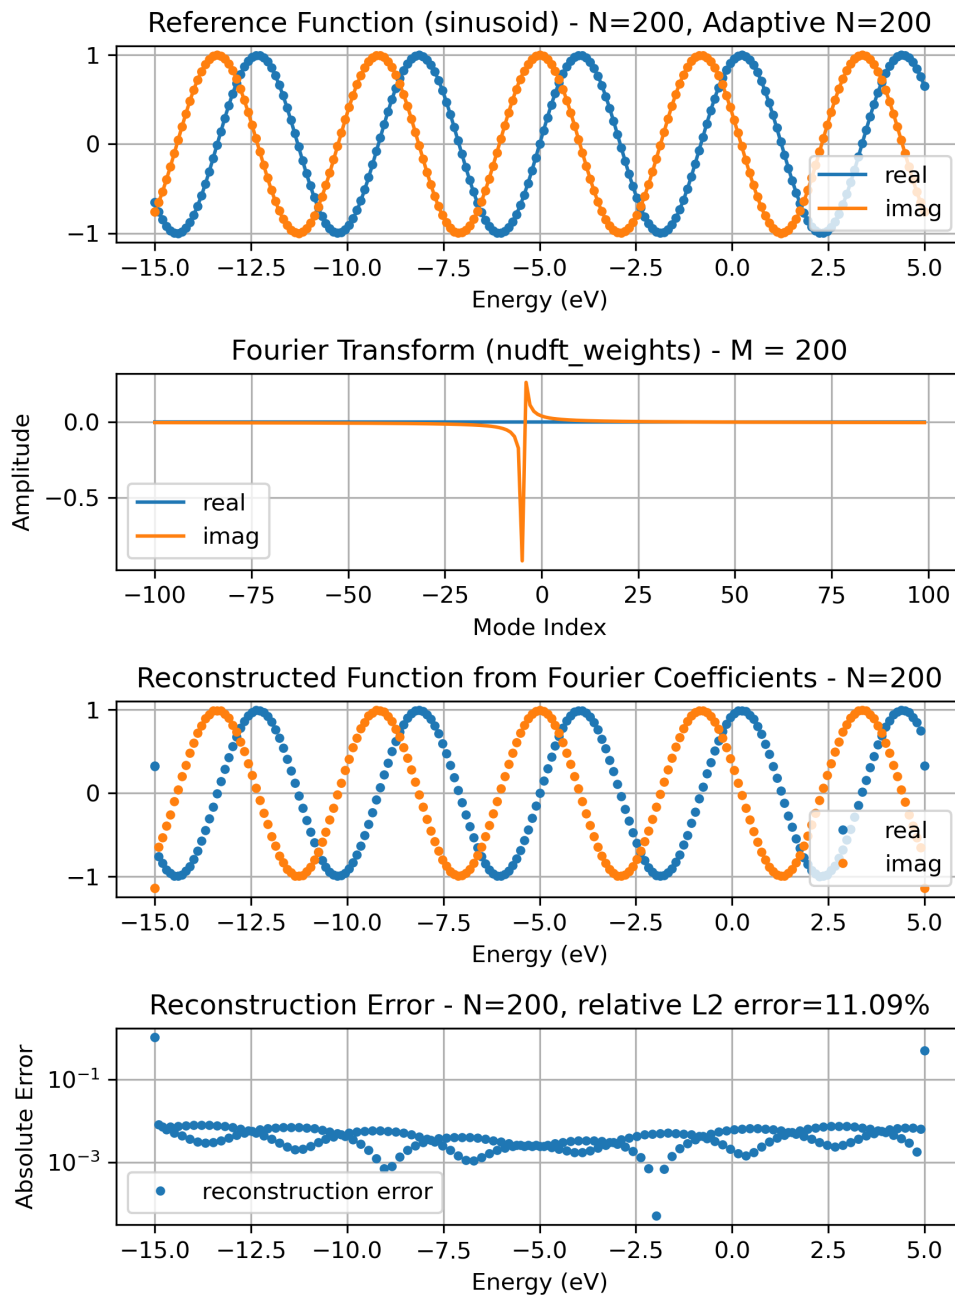 Reference Function (sinusoid) - N=200, Adaptive N=200
1
0
−1
real
imag
−15.0 −12.5 −10.0 −7.5 −5.0 −2.5 0.0 2.5 5.0
Energy (eV)
Fourier Transform (nudft_weights) - M = 200
Amplitude
0.0
−0.5
real
imag
−100 −75 −50 −25 0 25 50 75 100
Mode Index
Reconstructed Function from Fourier Coefficients - N=200
1
0
−1
real
imag
−15.0 −12.5 −10.0 −7.5 −5.0 −2.5 0.0 2.5 5.0
Energy (eV)
Reconstruction Error - N=200, relative L2 error=11.09%
Absolute Error
10⁻¹
10⁻³
reconstruction error
−15.0 −12.5 −10.0 −7.5 −5.0 −2.5 0.0 2.5 5.0
Energy (eV)